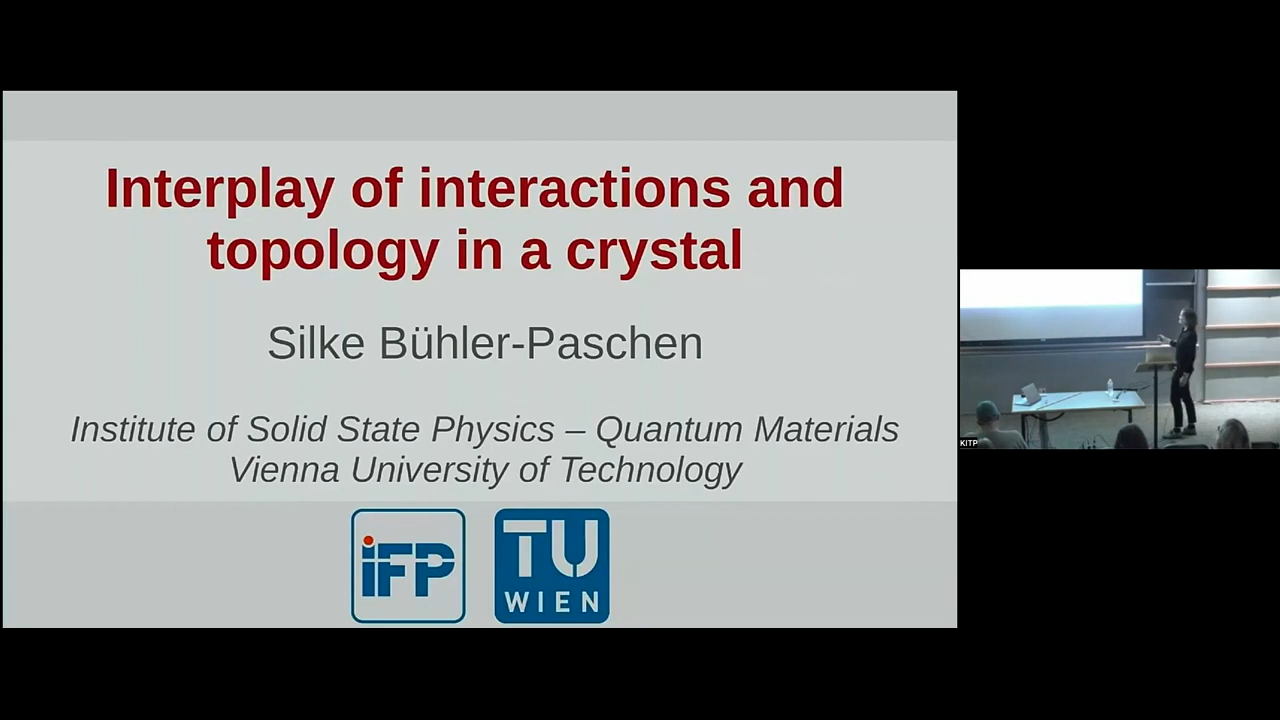 Interplay of interactions and
topology in a crystal
Silke Bühler-Paschen
Institute of Solid State Physics – Quantum Materials
Vienna University of Technology
iFP
TU
WIEN
KITP